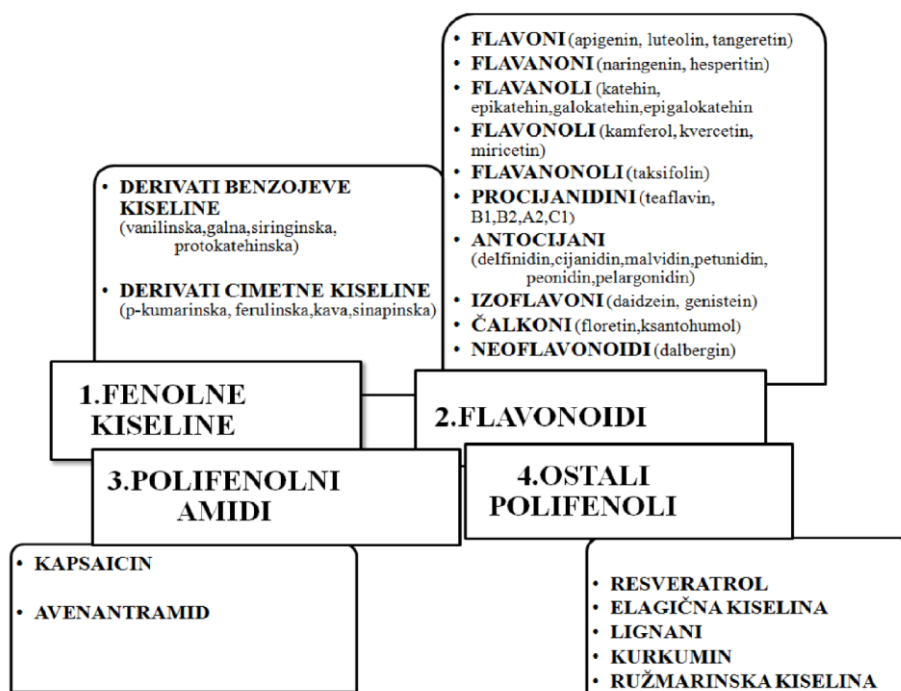 • DERIVATI BENZOJEVE
KISELINE
(vanilinska,galna,siringinska,
protokatehinska)
• DERIVATI CIMETNE KISELINE
(p-kumarinska, ferulinska,kava,sinapinska)
1.FENOLNE
KISELINE
• FLAVONI (apigenin, luteolin, tangeretin)
• FLAVANONI (naringenin, hesperitin)
• FLAVANOLI (katehin,
epikatehin,galokatehin,epigalokatehin
• FLAVONOLI (kamferol, kvercetin,
miricetin)
• FLAVANONOLI (taksifolin)
• PROCIJANIDINI (teaflavin,
B1,B2,A2,C1)
• ANTOCIJANI
(delfinidin,cijanidin,malvidin,petunidin,
peonidin,pelargonidin)
• IZOFLAVONI (daidzein, genistein)
• ČALKONI (floretin,ksantohumol)
• NEOFLAVONOIDI (dalbergin)
2.FLAVONOIDI
3.POLIFENOLNI
AMIDI
• KAPSAICIN
• AVENANTRAMID
4.OSTALI
POLIFENOLI
• RESVERATROL
• ELAGIČNA KISELINA
• LIGNANI
• KURKUMIN
• RUŽMARINSKA KISELINA